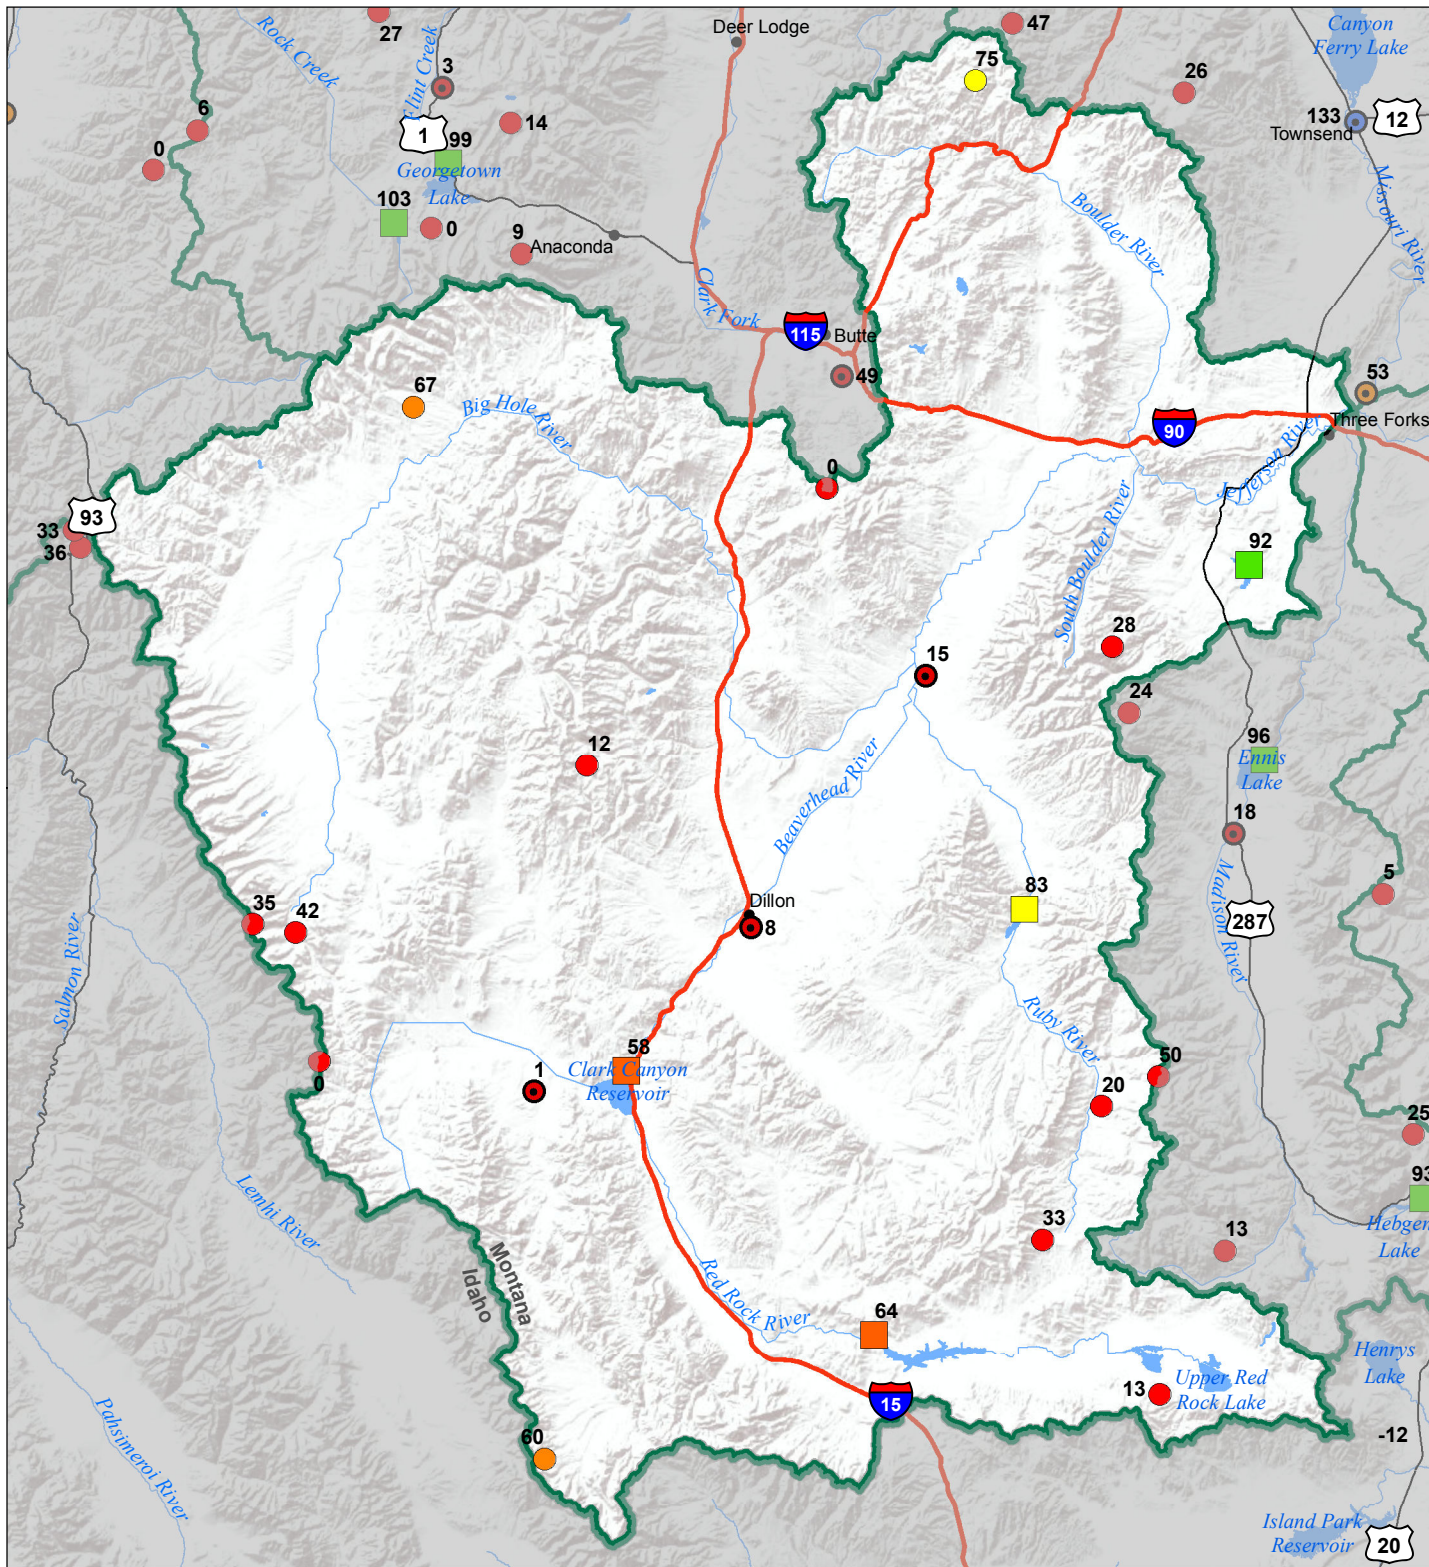 27
Rock Creek
Flint Creek
3
Deer Lodge
47
75
26
Canyon
Ferry Lake
133
Townsend
12
6
0
1
99
14
Georgetown
Lake
103
0
9
Anaconda
Clark Fork
115
Butte
49
Boulder River
Missouri River
53
Three Forks
90
Jefferson River
67
Big Hole River
0
93
33
36
South Boulder River
92
28
15
24
12
Beaverhead River
96
Ennis
Lake
18
Madison River
287
5
35
42
Dillon
8
83
Salmon River
Ruby River
0
1
58
Clark Canyon
Reservoir
50
20
25
93
Hebgen
Lake
Lemhi River
Montana
Idaho
33
13
Red Rock River
64
Henrys
Lake
Upper Red
Rock Lake
13
15
-12
Pahsimeroi River
60
Island Park
Reservoir
20